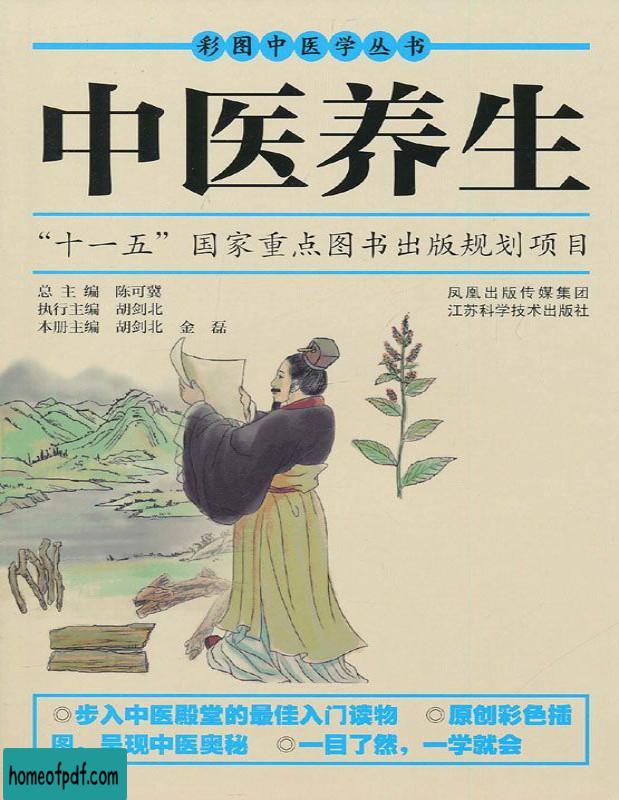 彩图中医学丛书
中医养生
“十一五”国家重点图书出版规划项目
总主编 陈可冀
执行主编 胡剑北
本册主编 胡剑北 金磊
凤凰出版传媒集团
江苏科学技术出版社
◎步入中医殿堂的最佳入门读物 ◎原创彩色插
图，呈现中医奥秘 ◎一目了然，一学就会
homeofpdf.com